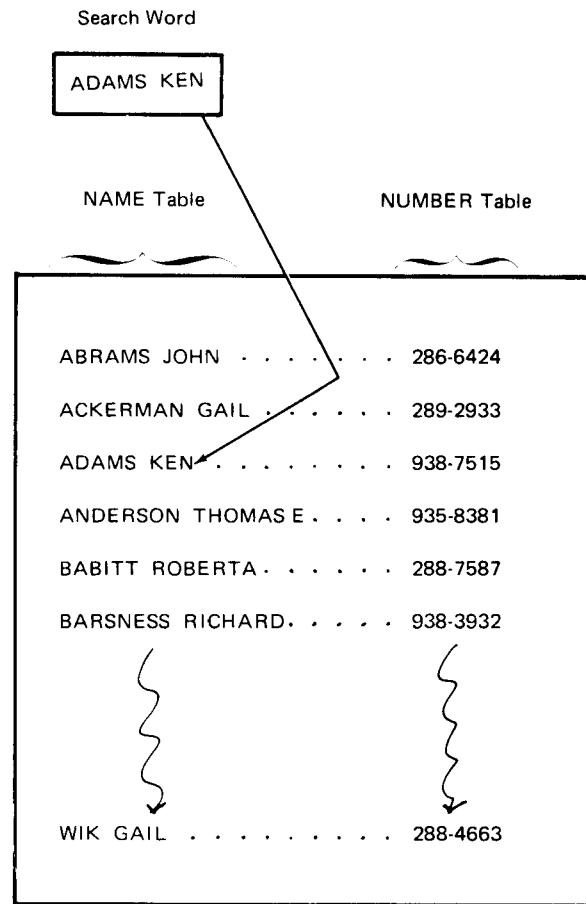 Search Word
ADAMS KEN
NAME Table NUMBER Table
ABRAMS JOHN . . . . . . . 286-6424
ACKERMAN GAIL . . . . . . 289-2933
ADAMS KEN . . . . . . . . 938-7515
ANDERSON THOMAS E . . . . 935-8381
BABITT ROBERTA . . . . . . 288-7587
BARSNESS RICHARD . . . . . 938-3932
WIK GAIL . . . . . . . . . 288-4663